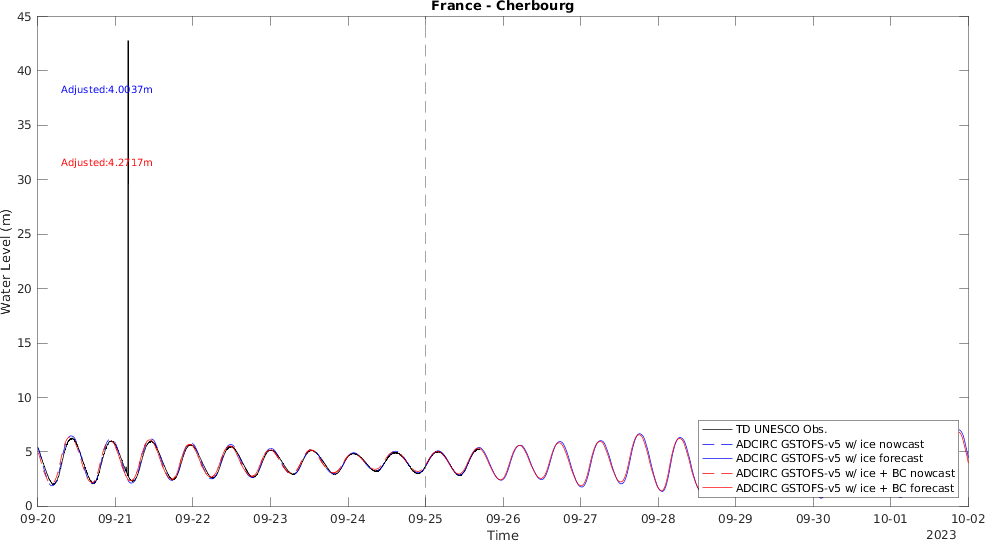 France - Cherbourg
45
40
35
30
25
20
15
10
5
0
Water Level (m)
Adjusted:4.0037m
Adjusted:4.2717m
TD UNESCO Obs.
ADCIRC GSTOFS-v5 w/ ice nowcast
ADCIRC GSTOFS-v5 w/ ice forecast
ADCIRC GSTOFS-v5 w/ ice + BC nowcast
ADCIRC GSTOFS-v5 w/ ice + BC forecast
09-20 09-21 09-22 09-23 09-24 09-25 09-26 09-27 09-28 09-29 09-30 10-01 10-02
Time
2023